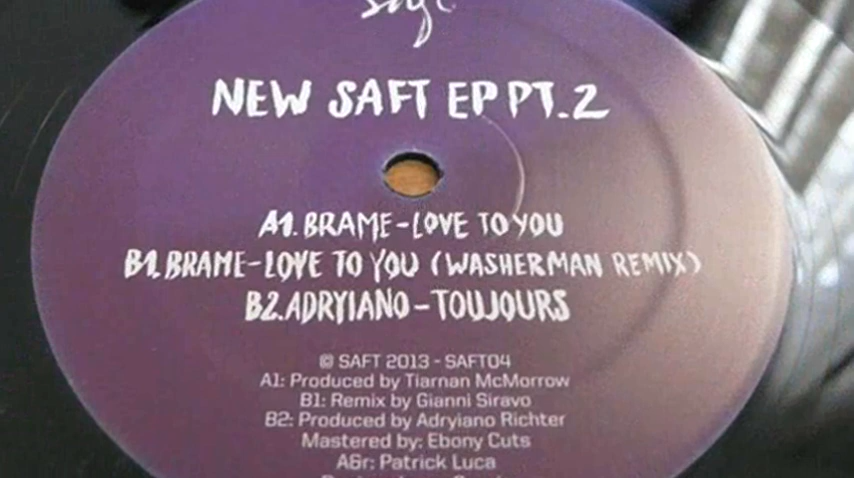 Saft
NEW SAFT EP PT.2
A1. BRAME-LOVE TO YOU
B1. BRAME-LOVE TO YOU (WASHERMAN REMIX)
B2. ADRYIANO-TOUJOURS
© SAFT 2013 - SAFT04
A1: Produced by Tiarnan McMorrow
B1: Remix by Gianni Siravo
B2: Produced by Adryiano Richter
Mastered by: Ebony Cuts
A&r: Patrick Luca